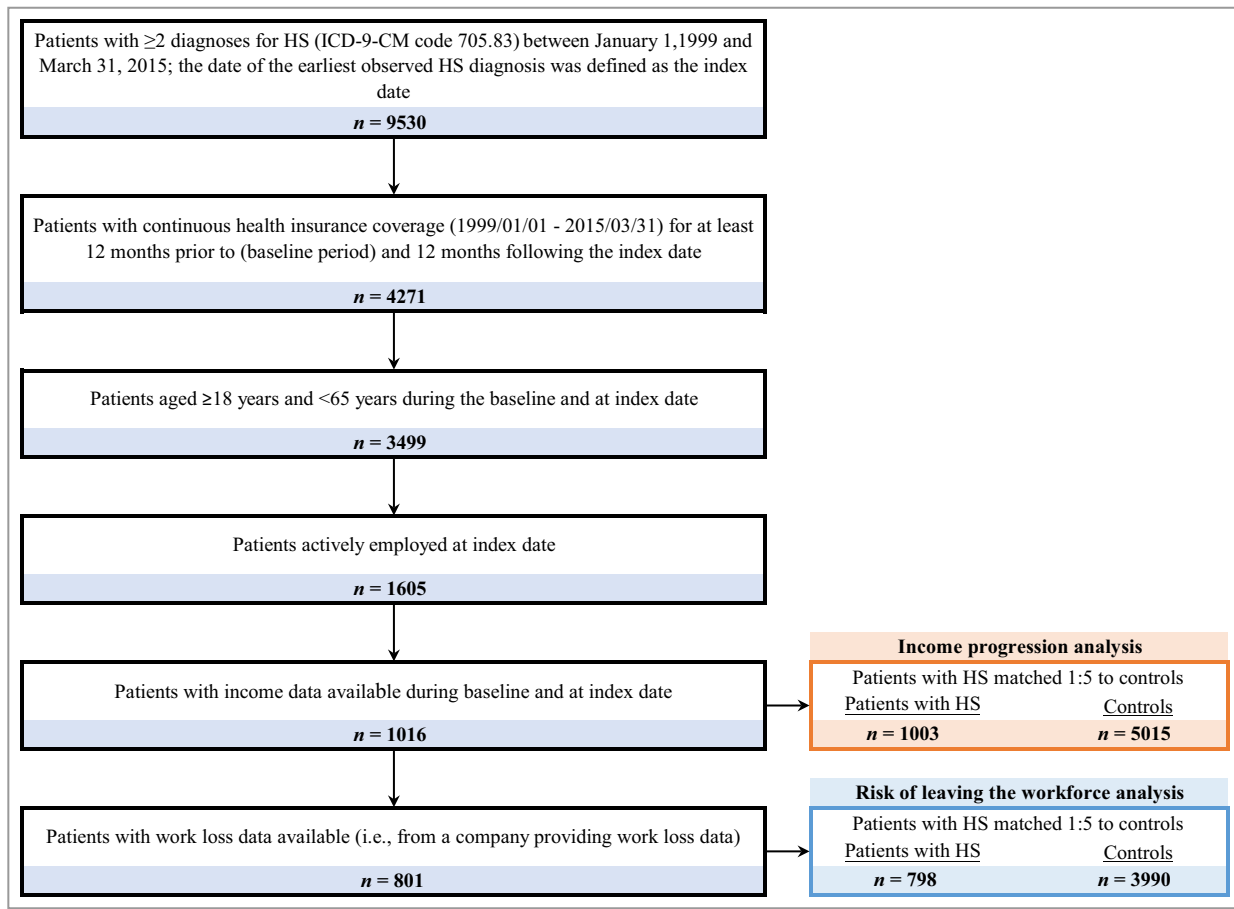 Patients with ≥2 diagnoses for HS (ICD-9-CM code 705.83) between January 1,1999 and
March 31, 2015; the date of the earliest observed HS diagnosis was defined as the index
date
n = 9530
Patients with continuous health insurance coverage (1999/01/01 - 2015/03/31) for at least
12 months prior to (baseline period) and 12 months following the index date
n = 4271
Patients aged ≥18 years and <65 years during the baseline and at index date
n = 3499
Patients actively employed at index date
n = 1605
Patients with income data available during baseline and at index date
n = 1016
Income progression analysis
Patients with HS matched 1:5 to controls
Patients with HS Controls
n = 1003 n = 5015
Patients with work loss data available (i.e., from a company providing work loss data)
n = 801
Risk of leaving the workforce analysis
Patients with HS matched 1:5 to controls
Patients with HS Controls
n = 798 n = 3990